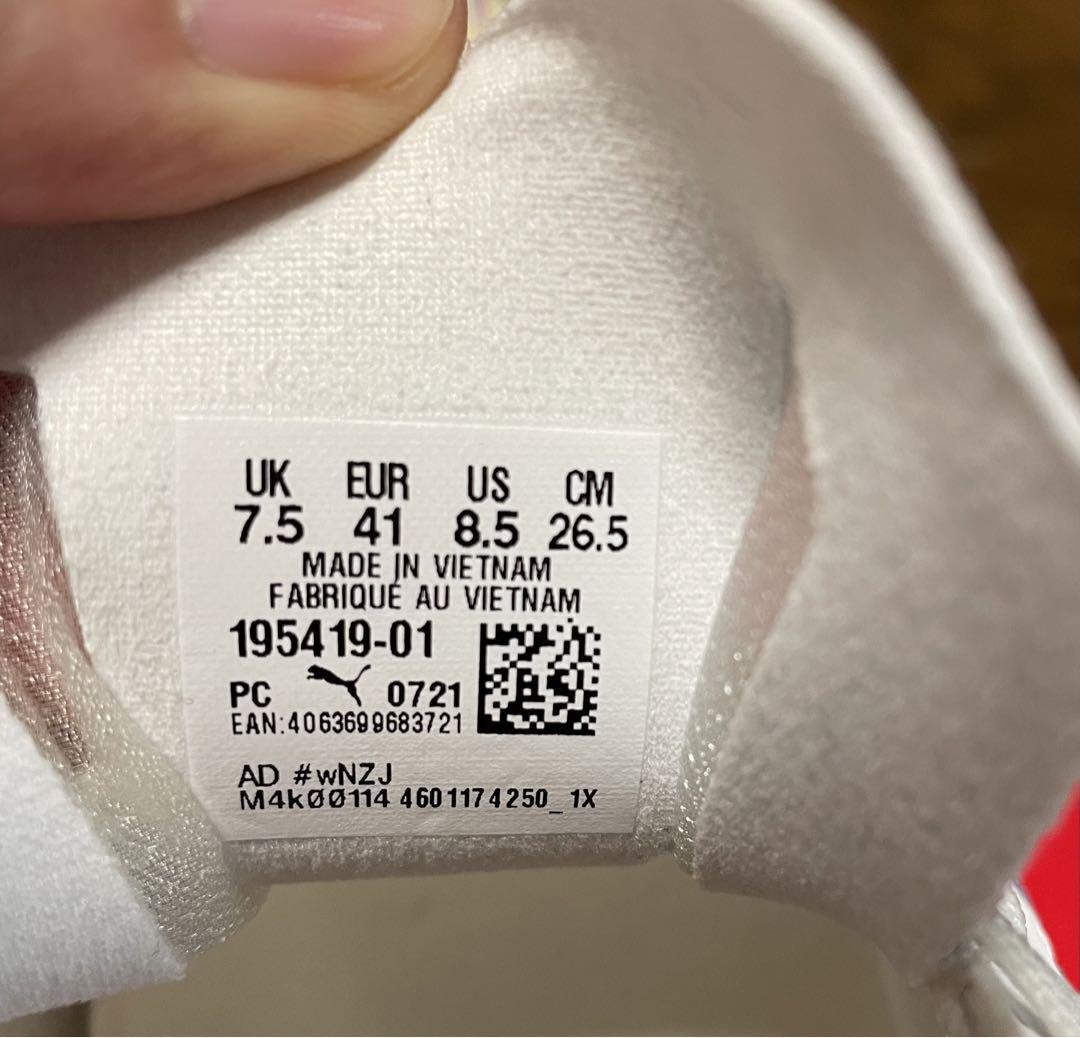 UK EUR US CM
7.5 41 8.5 26.5
MADE IN VIETNAM
FABRIQUÉ AU VIETNAM
195419-01
PC 0721
EAN:4063699683721
AD #wNZJ
M4k00114 4601174250_1X